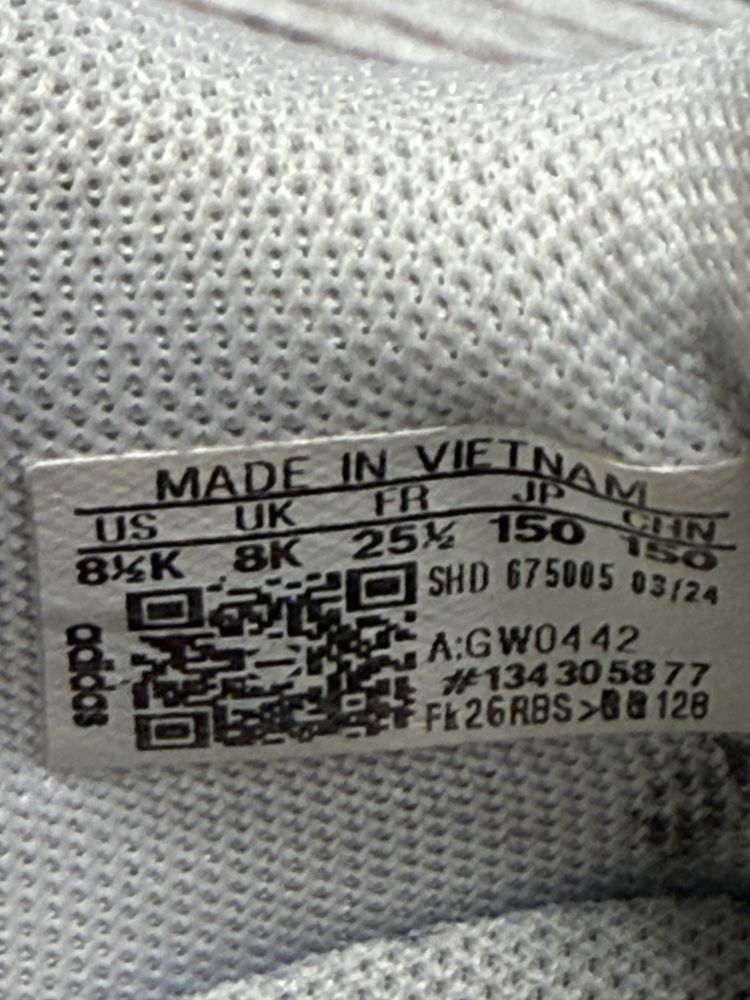 MADE IN VIETNAM
US UK FR JP CHN
8½K 8K 25½ 150 150
SHD 675005 03/24
adidas
A:GW0442
#134305877
128